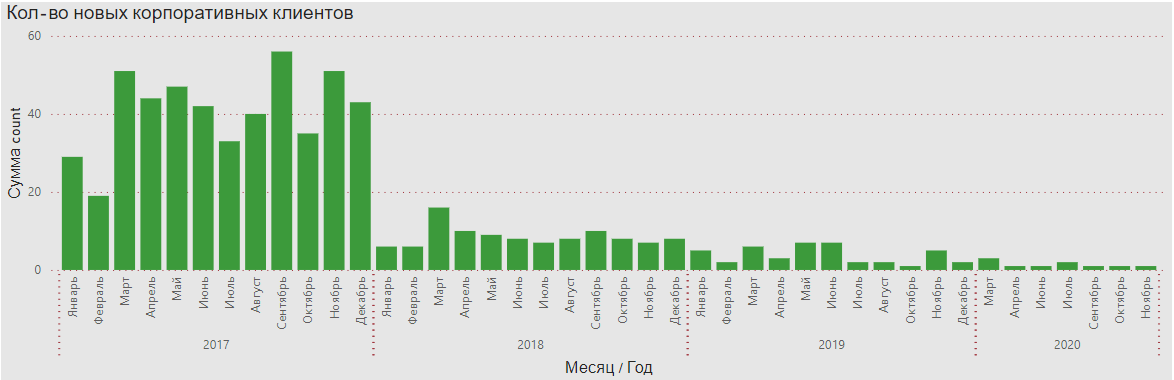 Кол-во новых корпоративных клиентов
Сумма count
60
40
20
0
Январь
Февраль
Март
Апрель
Май
Июнь
Июль
Август
Сентябрь
Октябрь
Ноябрь
Декабрь
Январь
Февраль
Март
Апрель
Май
Июнь
Июль
Август
Сентябрь
Октябрь
Ноябрь
Декабрь
Январь
Февраль
Март
Апрель
Май
Июнь
Июль
Август
Октябрь
Ноябрь
Декабрь
Март
Апрель
Июнь
Июль
Сентябрь
Октябрь
Ноябрь
2017
2018
2019
2020
Месяц / Год